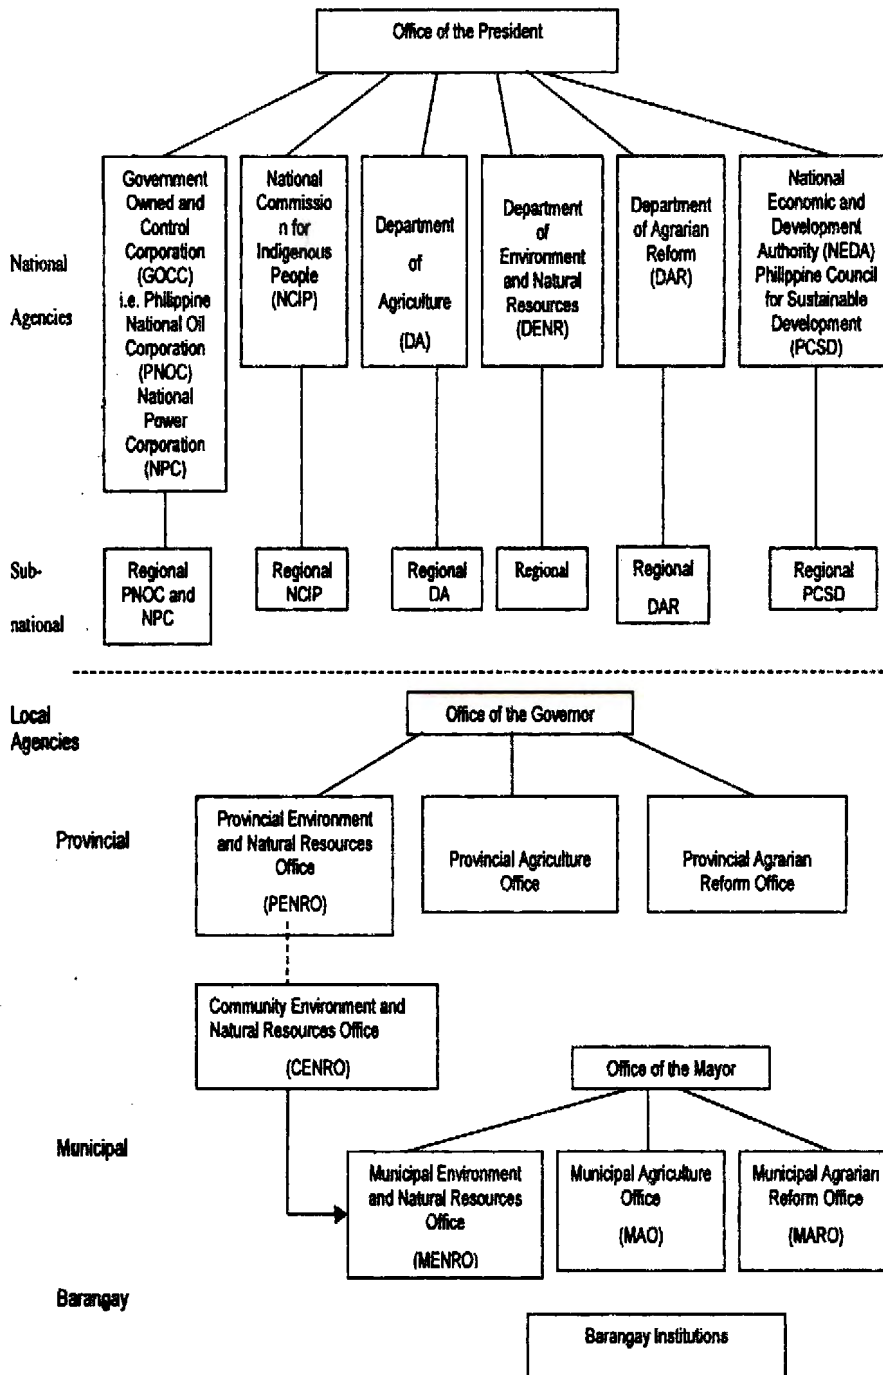 Office of the President
National
Agencies
Government
Owned and
Control
Corporation
(GOCC)
i.e. Philippine
National Oil
Corporation
(PNOC)
National
Power
Corporation
(NPC)
National
Commissio
n for
Indigenous
People
(NCIP)
Department
of
Agriculture
(DA)
Department
of
Environment
and Natural
Resources
(DENR)
Department
of Agrarian
Reform
(DAR)
National
Economic and
Development
Authority (NEDA)
Philippine Council
for Sustainable
Development
(PCSD)
Sub-
national
Regional
PNOC and
NPC
Regional
NCIP
Regional
DA
Regional
Regional
DAR
Regional
PCSD
Local
Agencies
Office of the Governor
Provincial
Provincial Environment
and Natural Resources
Office
(PENRO)
Provincial Agriculture
Office
Provincial Agrarian
Reform Office
Community Environment and
Natural Resources Office
(CENRO)
Office of the Mayor
Municipal
Municipal Environment
and Natural Resources
Office
(MENRO)
Municipal Agriculture
Office
(MAO)
Municipal Agrarian
Reform Office
(MARO)
Barangay
Barangay Institutions